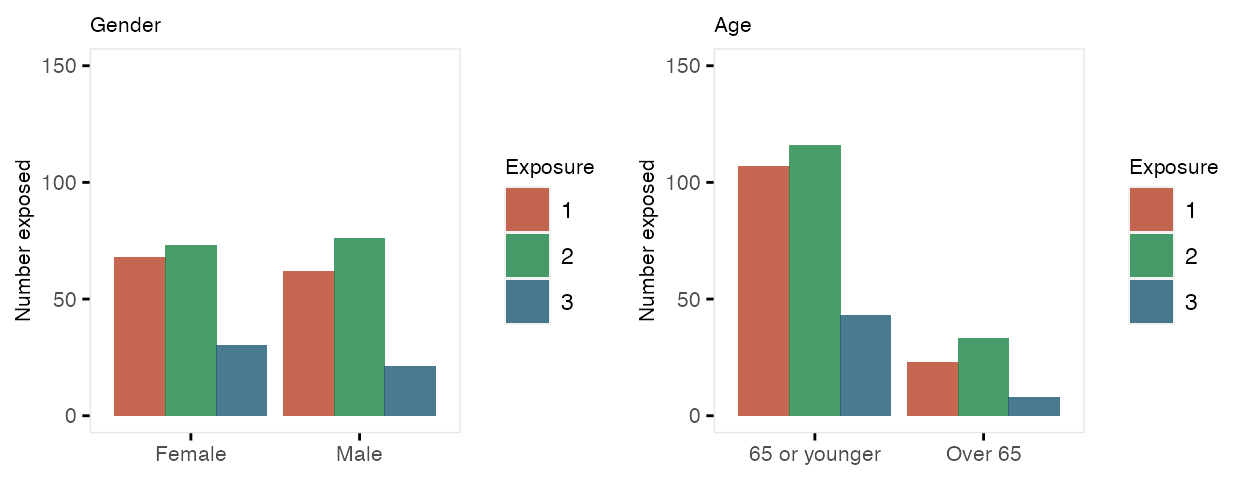 Gender
150
100
50
0
Number exposed
Female Male
Exposure
1
2
3
Age
150
100
50
0
Number exposed
65 or younger Over 65
Exposure
1
2
3